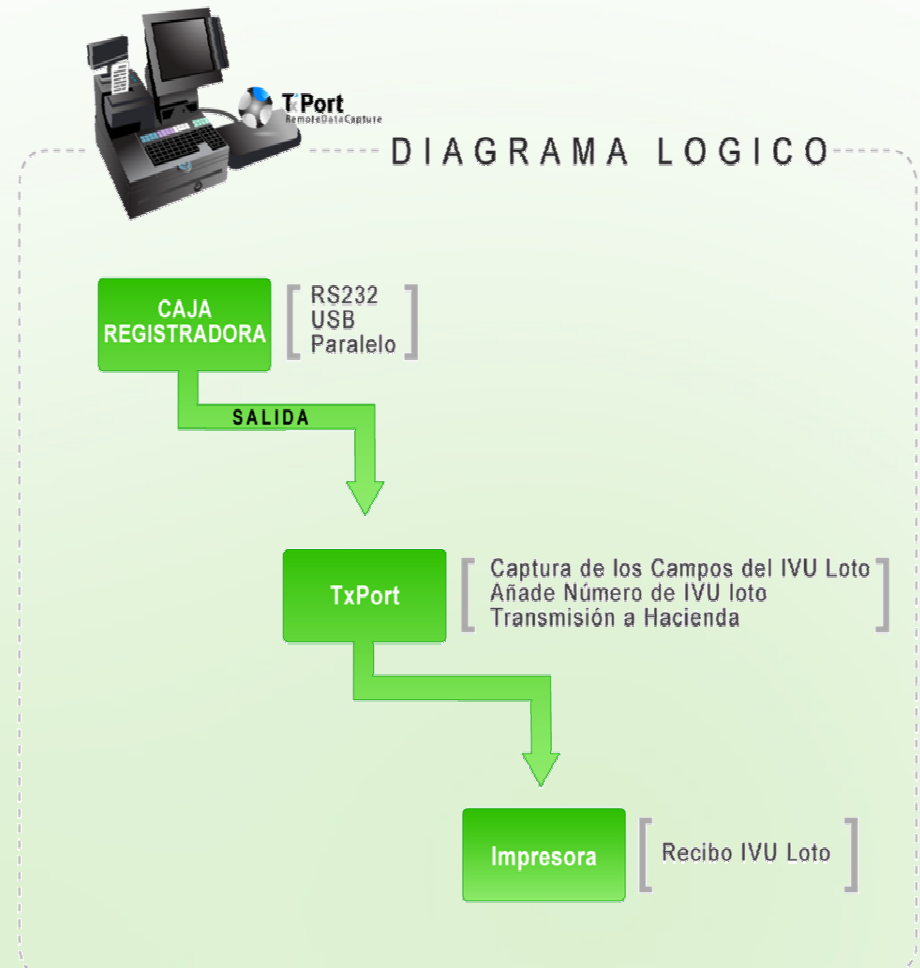 TxPort
RemoteDataCapture
DIAGRAMA LOGICO
CAJA
REGISTRADORA
RS232
USB
Paralelo
SALIDA
TxPort
Captura de los Campos del IVU Loto
Añade Número de IVU loto
Transmisión a Hacienda
Impresora
Recibo IVU Loto